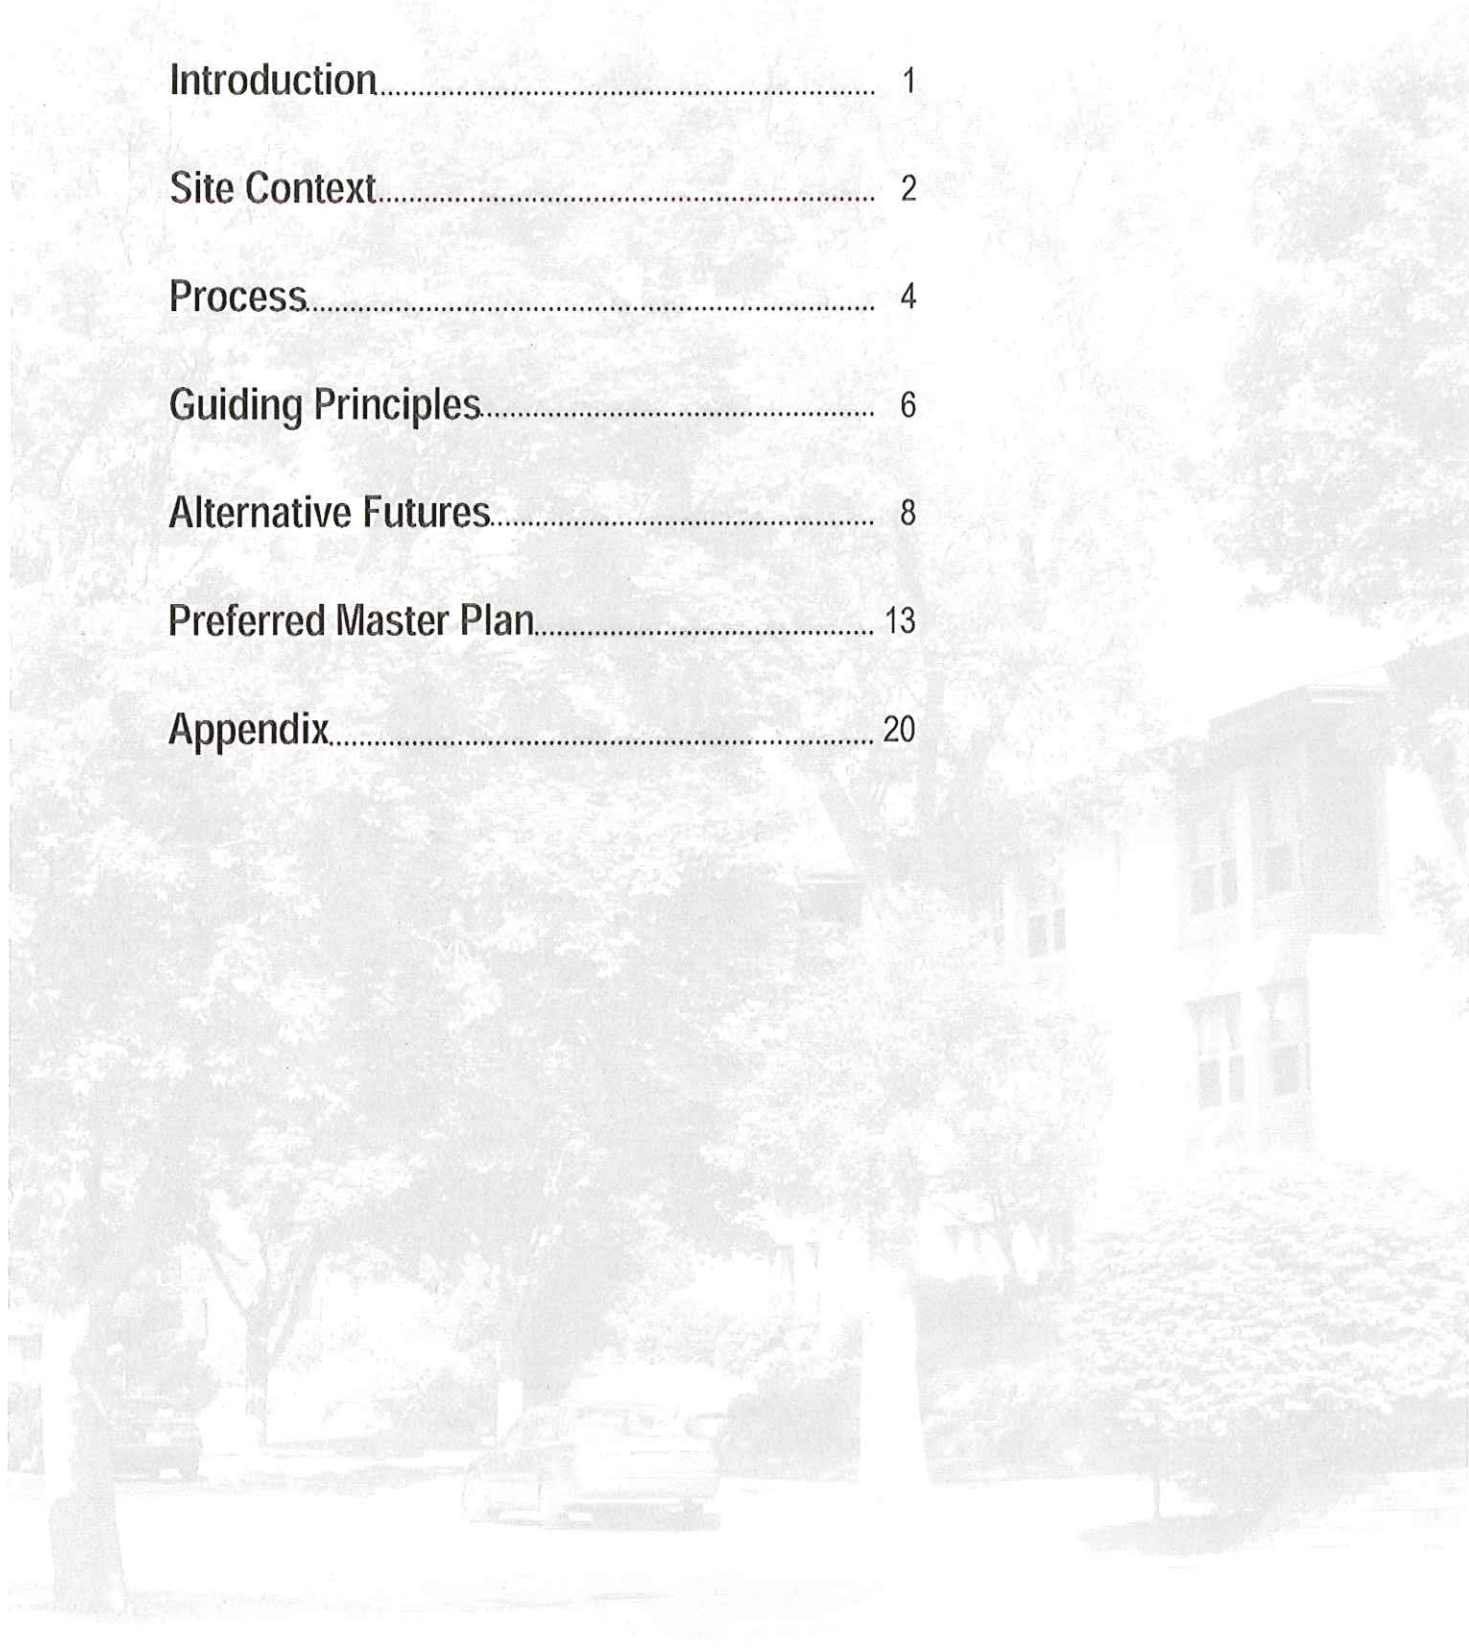 Introduction........................................................ 1
Site Context........................................................ 2
Process........................................................ 4
Guiding Principles........................................................ 6
Alternative Futures........................................................ 8
Preferred Master Plan........................................................ 13
Appendix........................................................ 20